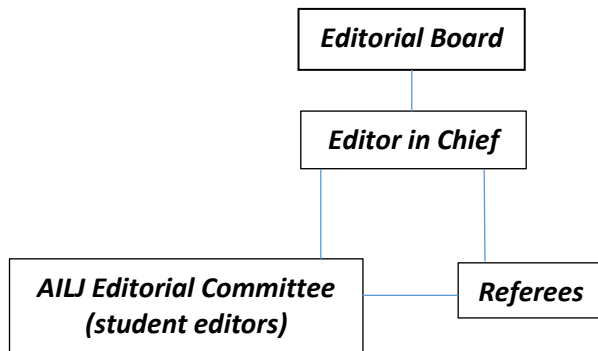 Editorial Board
Editor in Chief
AILJ Editorial Committee
(student editors)
Referees